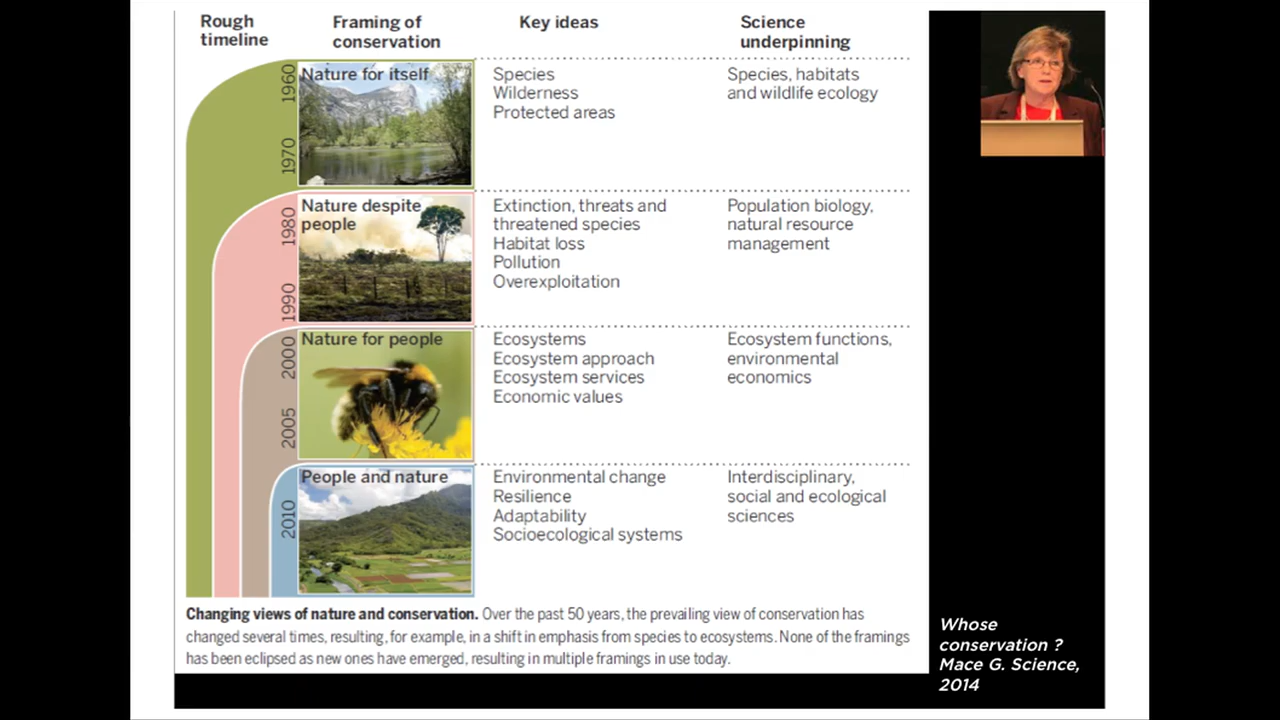 Rough
timeline
Framing of
conservation
Key ideas
Science
underpinning
1960
1970
Nature for itself
Species
Wilderness
Protected areas
Species, habitats
and wildlife ecology
1980
1990
Nature despite
people
Extinction, threats and
threatened species
Habitat loss
Pollution
Overexploitation
Population biology,
natural resource
management
2000
2005
Nature for people
Ecosystems
Ecosystem approach
Ecosystem services
Economic values
Ecosystem functions,
environmental
economics
2010
People and nature
Environmental change
Resilience
Adaptability
Socioecological systems
Interdisciplinary,
social and ecological
sciences
Changing views of nature and conservation. Over the past 50 years, the prevailing view of conservation has
changed several times, resulting, for example, in a shift in emphasis from species to ecosystems. None of the framings
has been eclipsed as new ones have emerged, resulting in multiple framings in use today.
Whose
conservation ?
Mace G. Science,
2014